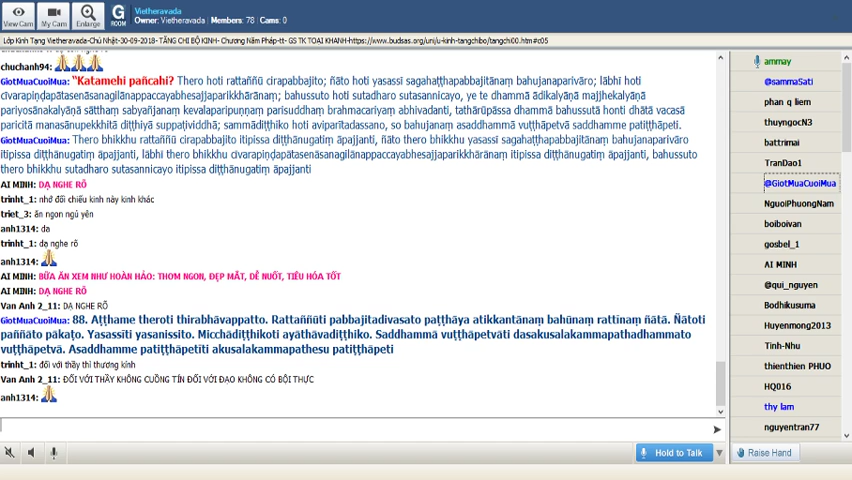 View Cam
My Cam
Enlarge
G
ROOM
Vietheravada
Owner: Vietheravada | Members: 78 | Cams: 0
Lớp Kinh Tạng Vietheravada-Chủ Nhật-30-09-2018- TĂNG CHI BỘ KINH- Chương Năm Pháp-tt- GS TK TOẠI KHANH-https://www.budsas.org/uni/u-kinh-tangchibo/tangchi00.htm#c05
chuchanh94:
GiotMuaCuoiMua: “Katamehi pañcahi? Thero hoti rattaññū cirapabbajito; ñāto hoti yasassī sagahaṭṭhapabbajitānaṃ bahujanaparivāro; lābhī hoti
cīvarapiṇḍapātasenāsanagilānappaccayabhesajjaparikkhārānaṃ; bahussuto hoti sutadharo sutasannicayo, ye te dhammā ādikalyāṇā majjhekalyāṇā
pariyosānakalyāṇā sātthaṃ sabyañjanaṃ kevalaparipuṇṇaṃ parisuddhaṃ brahmacariyaṃ abhivadanti, tathārūpāssa dhammā bahussutā honti dhātā vacasā
paricitā manasānupekkhitā diṭṭhiyā suppaṭividdhā; sammādiṭṭhiko hoti aviparītadassano, so bahujanaṃ asaddhammā vuṭṭhāpetvā saddhamme patiṭṭhāpeti.
GiotMuaCuoiMua: Thero bhikkhu rattaññū cirapabbajito itipissa diṭṭhānugatiṃ āpajjanti, ñāto thero bhikkhu yasassī sagahaṭṭhapabbajitānaṃ bahujanaparivāro
itipissa diṭṭhānugatiṃ āpajjanti, lābhī thero bhikkhu cīvarapiṇḍapātasenāsanagilānappaccayabhesajjaparikkhārānaṃ itipissa diṭṭhānugatiṃ āpajjanti, bahussuto
thero bhikkhu sutadharo sutasannicayo itipissa diṭṭhānugatiṃ āpajjanti
AI MINH: DẠ NGHE RÕ
trinht_1: nhớ đối chiếu kinh này kinh khác
triet_3: ăn ngon ngủ yên
anh1314: dạ
trinht_1: dạ nghe rõ
anh1314:
AI MINH: BỮA ĂN XEM NHƯ HOÀN HẢO: THƠM NGON, ĐẸP MẮT, DỄ NUỐT, TIÊU HÓA TỐT
AI MINH: DẠ NGHE RÕ
Van Anh 2_11: DẠ NGHE RÕ
GiotMuaCuoiMua: 88. Aṭṭhame theroti thirabhāvappatto. Rattaññūti pabbajitadivasato paṭṭhāya atikkantānaṃ bahūnaṃ rattīnaṃ ñātā. Ñātoti
paññāto pākaṭo. Yasassīti yasanissito. Micchādiṭṭhikoti ayāthāvadiṭṭhiko. Saddhammā vuṭṭhāpetvāti dasakusalakammapathadhammato
vuṭṭhāpetvā. Asaddhamme patiṭṭhāpetīti akusalakammapathesu patiṭṭhāpeti
trinht_1: đối với thầy thì thương kính
Van Anh 2_11: ĐỐI VỚI THẦY KHÔNG CUỒNG TÍN ĐỐI VỚI ĐẠO KHÔNG CÓ BỘI THỰC
anh1314:
Hold to Talk
ammay
@sammaSati
phan q liem
thuyngocN3
battrimai
TranDao1
@GiotMuaCuoiMua
NguoiPhuongNam
boiboivan
gosbel_1
AI MINH
@qui_nguyen
Bodhikusuma
Huyenmong2013
Tinh-Nhu
thienthien PHUO
HQ016
thy lam
nguyentran77
Raise Hand